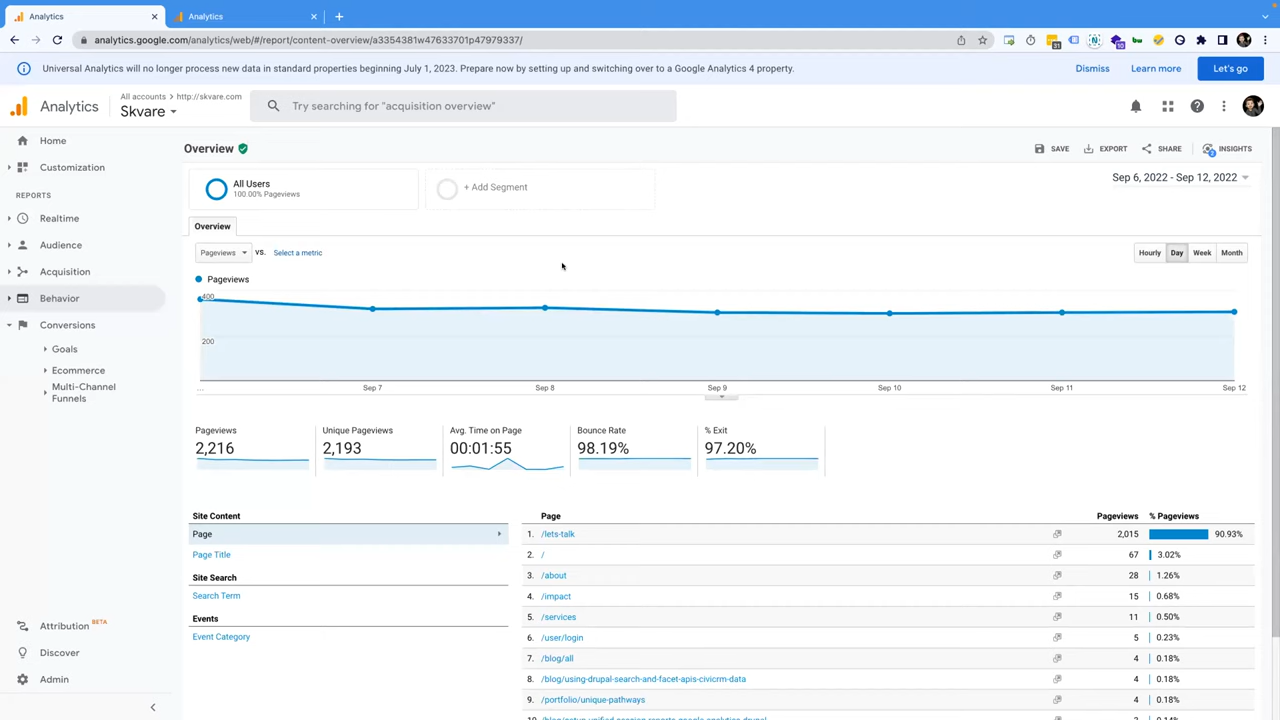 Analytics
Analytics
analytics.google.com/analytics/web/#/report/content-overview/a3354381w47633701p47979337/
31
10
Universal Analytics will no longer process new data in standard properties beginning July 1, 2023. Prepare now by setting up and switching over to a Google Analytics 4 property.
Dismiss
Learn more
Let's go
Analytics
All accounts > http://skvare.com
Skvare
Try searching for "acquisition overview"
Home
Customization
REPORTS
Realtime
Audience
Acquisition
Behavior
Conversions
Goals
Ecommerce
Multi-Channel
Funnels
Attribution BETA
Discover
Admin
Overview
SAVE
EXPORT
SHARE
2
INSIGHTS
All Users
100.00% Pageviews
+ Add Segment
Sep 6, 2022 - Sep 12, 2022
Overview
Pageviews
VS.
Select a metric
Hourly
Day
Week
Month
Pageviews
400
200
...
Sep 7
Sep 8
Sep 9
Sep 10
Sep 11
Sep 12
Pageviews
2,216
Unique Pageviews
2,193
Avg. Time on Page
00:01:55
Bounce Rate
98.19%
% Exit
97.20%
Site Content
Page
Page Title
Site Search
Search Term
Events
Event Category
Page Pageviews % Pageviews
1. /lets-talk 2,015 90.93%
2. / 67 3.02%
3. /about 28 1.26%
4. /impact 15 0.68%
5. /services 11 0.50%
6. /user/login 5 0.23%
7. /blog/all 4 0.18%
8. /blog/using-drupal-search-and-facet-apis-civicrm-data 4 0.18%
9. /portfolio/unique-pathways 4 0.18%